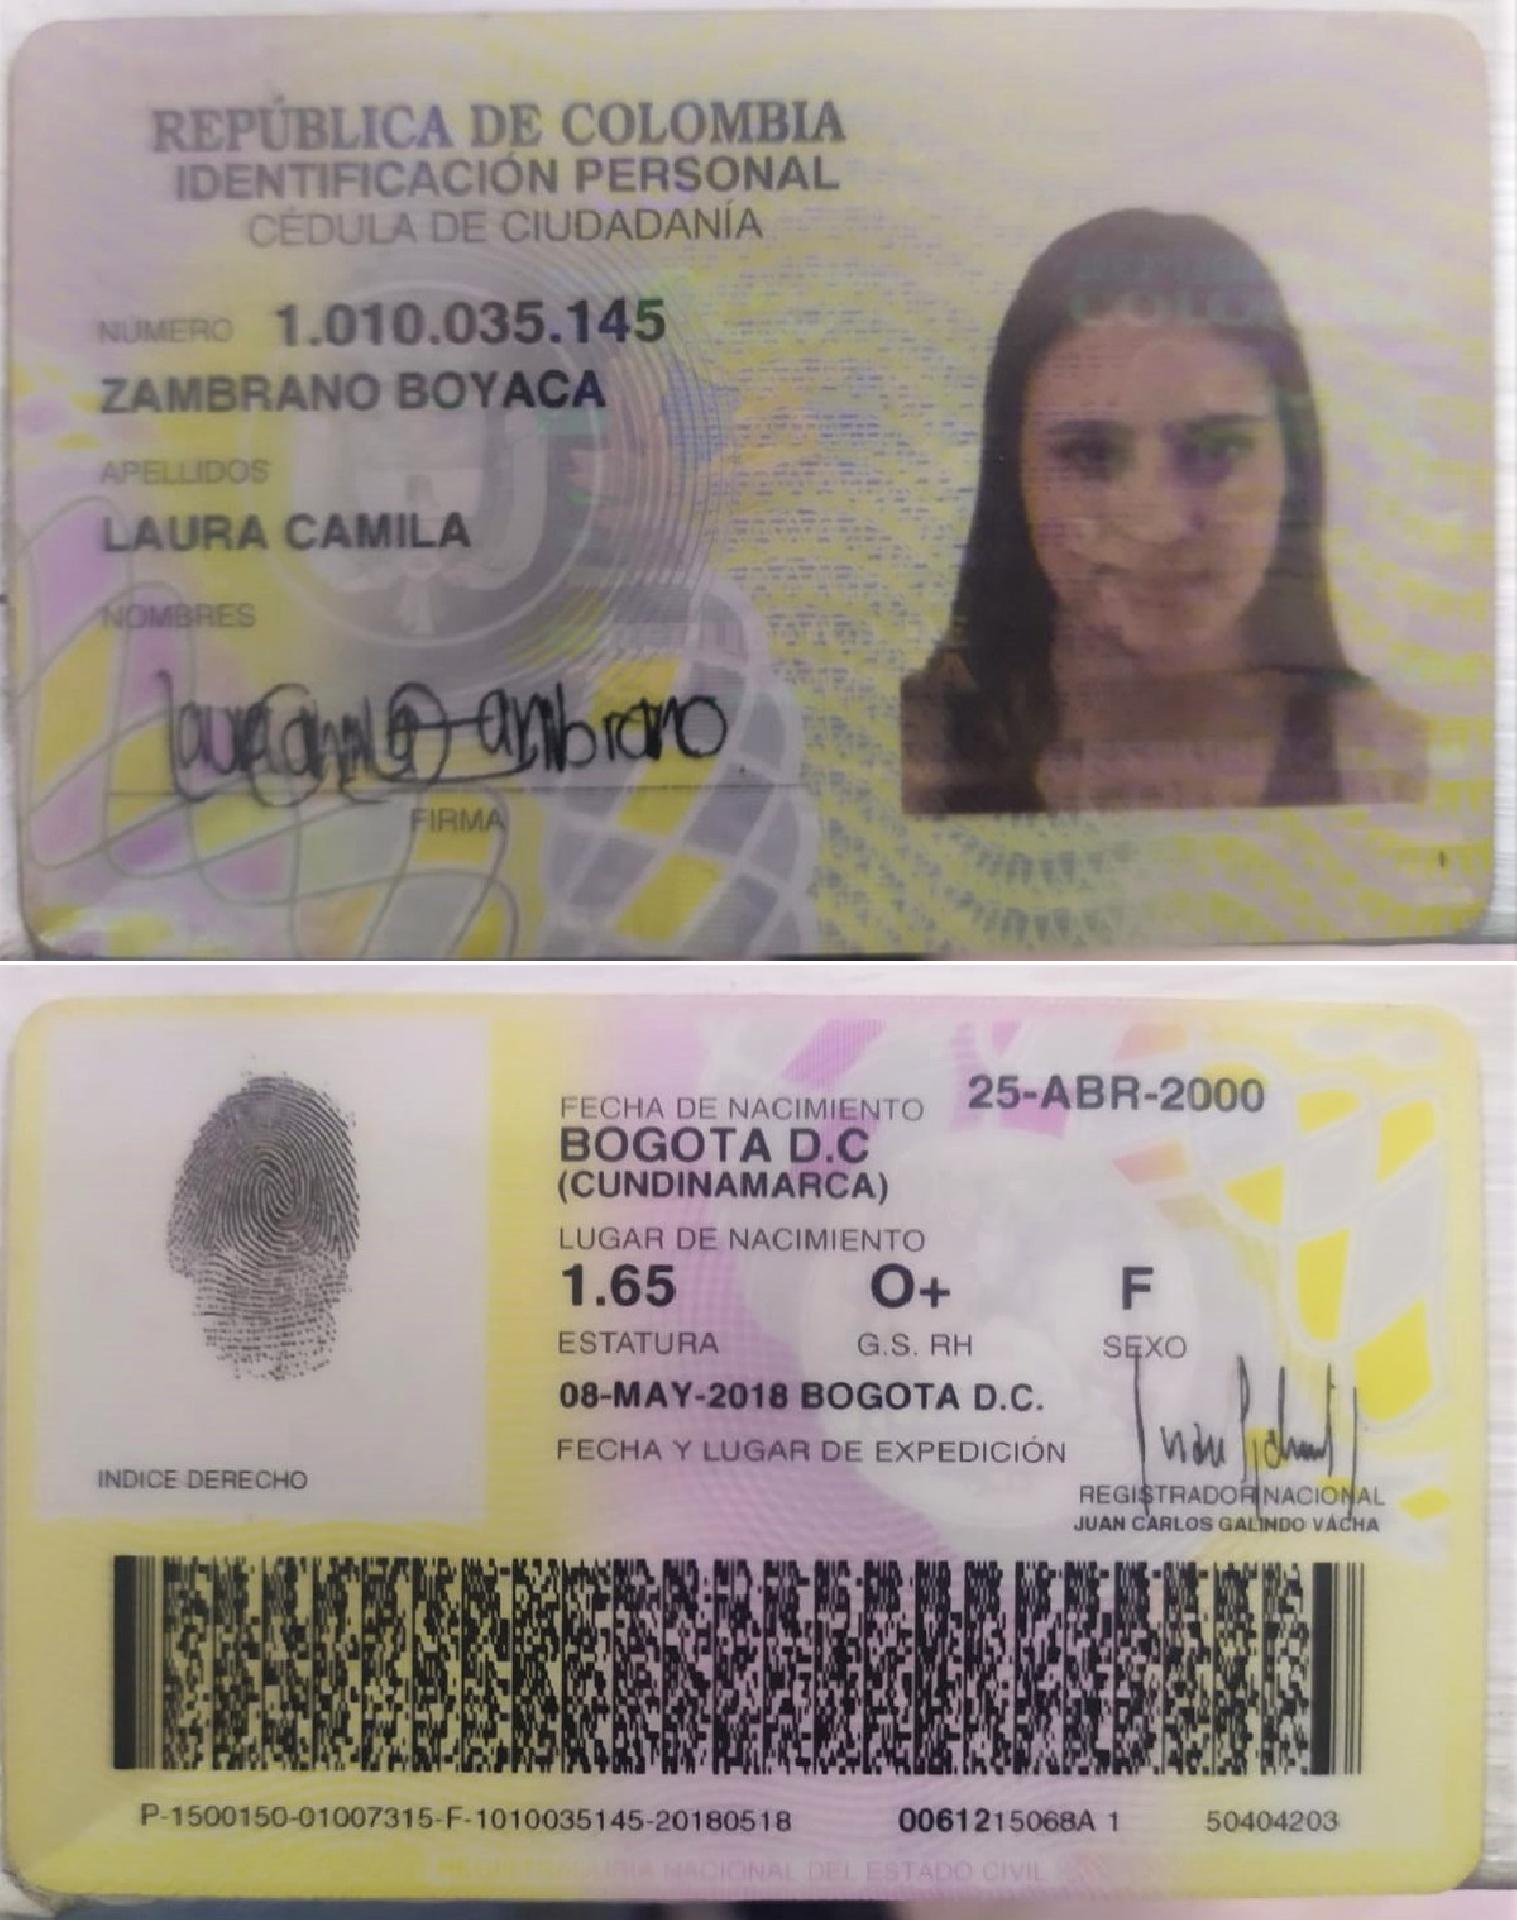 REPÚBLICA DE COLOMBIA
IDENTIFICACIÓN PERSONAL
CÉDULA DE CIUDADANÍA
NÚMERO 1.010.035.145
ZAMBRANO BOYACA
APELLIDOS
LAURA CAMILA
NOMBRES
Laura Camila Zambrano
FIRMA
25-ABR-2000
FECHA DE NACIMIENTO
BOGOTA D.C
(CUNDINAMARCA)
LUGAR DE NACIMIENTO
1.65 O+ F
ESTATURA G.S. RH SEXO
08-MAY-2018 BOGOTA D.C.
FECHA Y LUGAR DE EXPEDICIÓN
INDICE DERECHO
REGISTRADOR NACIONAL
JUAN CARLOS GALINDO VÁCHA
P-1500150-01007315-F-1010035145-20180518 0061215068A 1 50404203
REGISTRADURIA NACIONAL DEL ESTADO CIVIL